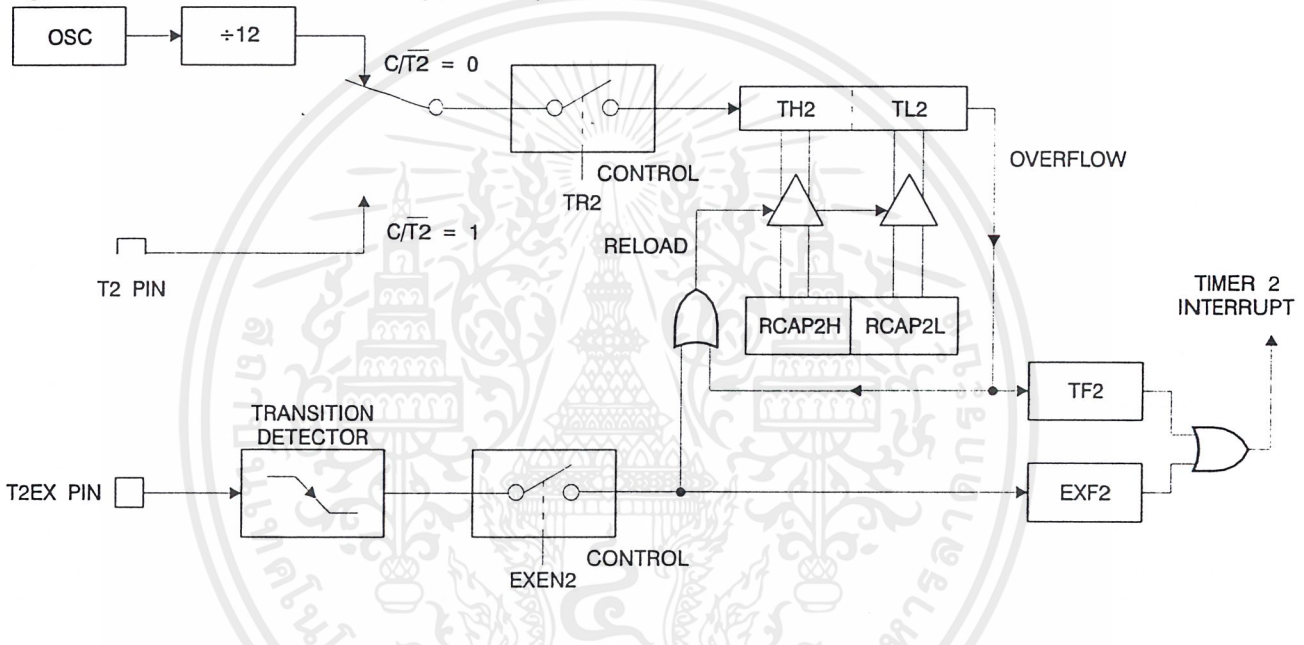 OSC
÷12
C/T2̅ = 0
TH2
TL2
OVERFLOW
CONTROL
TR2
C/T2̅ = 1
RELOAD
T2 PIN
TIMER 2
INTERRUPT
RCAP2H
RCAP2L
TF2
TRANSITION
DETECTOR
T2EX PIN
EXF2
CONTROL
EXEN2